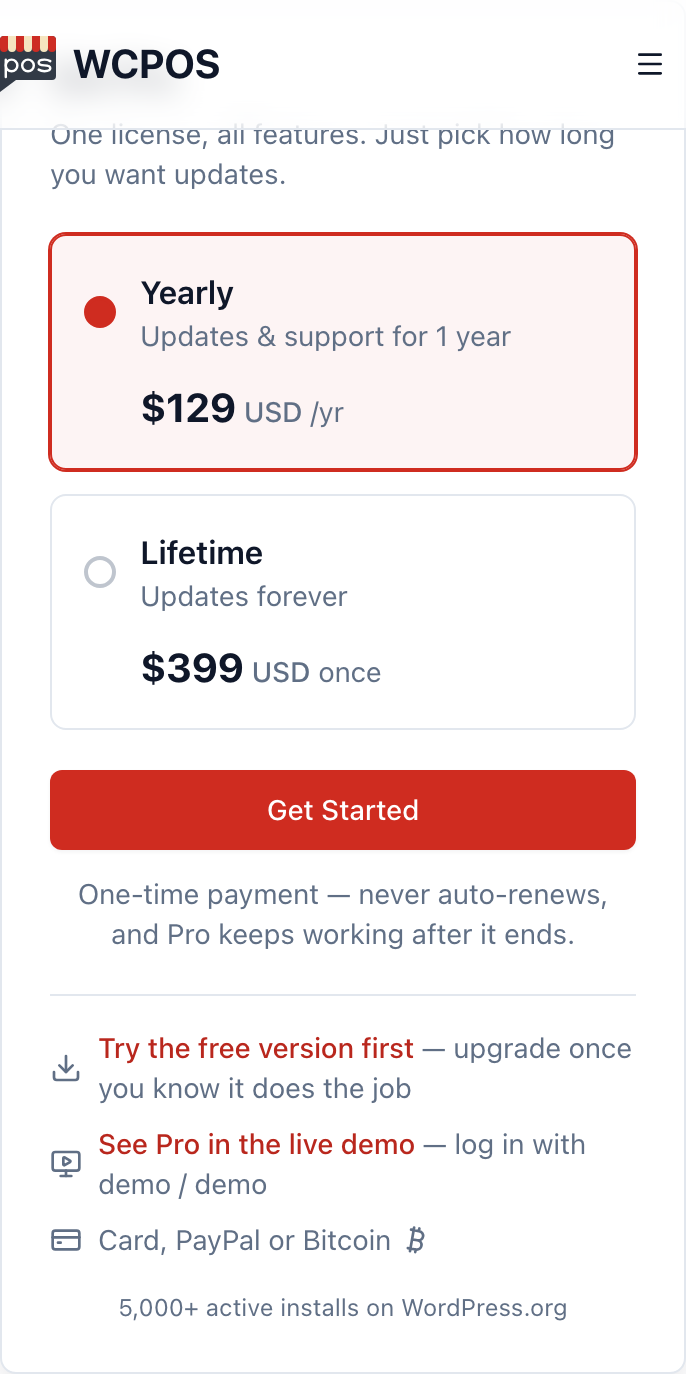 pos WCPOS
One license, all features. Just pick how long
you want updates.
Yearly
Updates & support for 1 year
$129 USD /yr
Lifetime
Updates forever
$399 USD once
Get Started
One-time payment — never auto-renews,
and Pro keeps working after it ends.
Try the free version first — upgrade once
you know it does the job
See Pro in the live demo — log in with
demo / demo
Card, PayPal or Bitcoin ₿
5,000+ active installs on WordPress.org